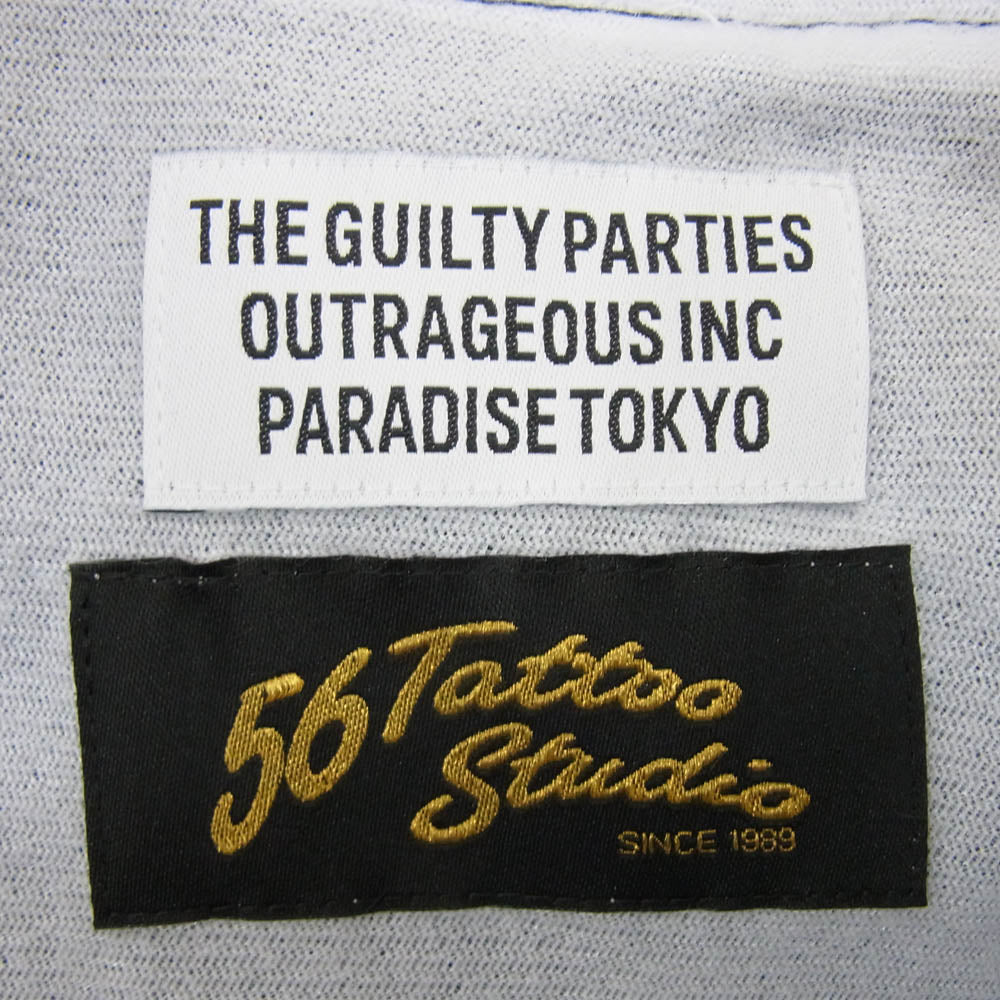 THE GUILTY PARTIES
OUTRAGEOUS INC
PARADISE TOKYO
56 Tattoo
Studio
SINCE 1989